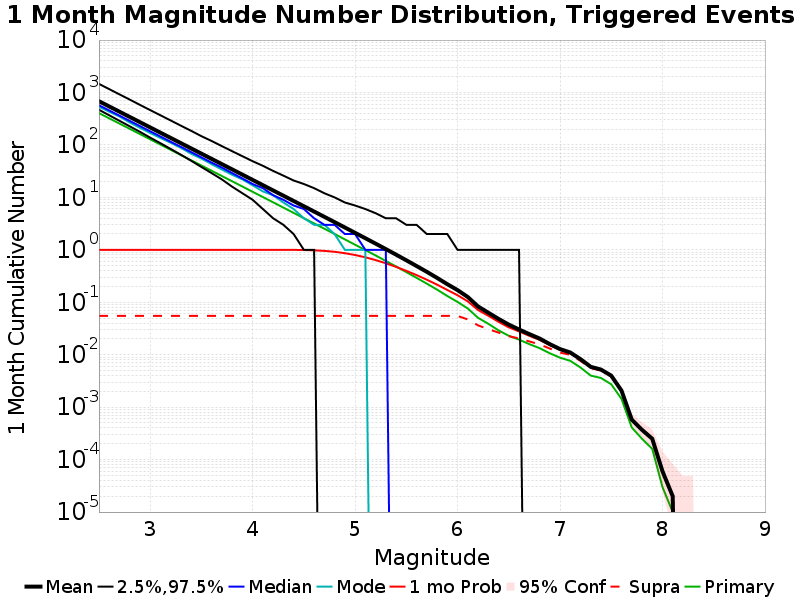 1 Month Magnitude Number Distribution, Triggered Events
1 Month Cumulative Number
10^4
10^3
10^2
10^1
10^0
10^-1
10^-2
10^-3
10^-4
10^-5
3 4 5 6 7 8 9
Magnitude
Mean 2.5%,97.5% Median Mode 1 mo Prob 95% Conf Supra Primary